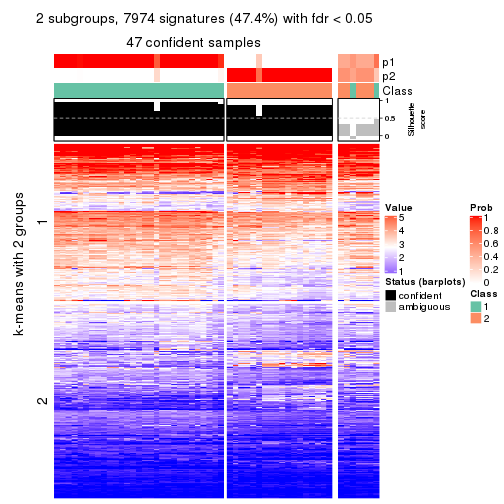 2 subgroups, 7974 signatures (47.4%) with fdr < 0.05
47 confident samples
p1
p2
Class
1
0.5
0
Silhouette
score
k-means with 2 groups
1
2
Value
5
4
3
2
1
Status (barplots)
confident
ambiguous
Prob
1
0.8
0.6
0.4
0.2
0
Class
1
2